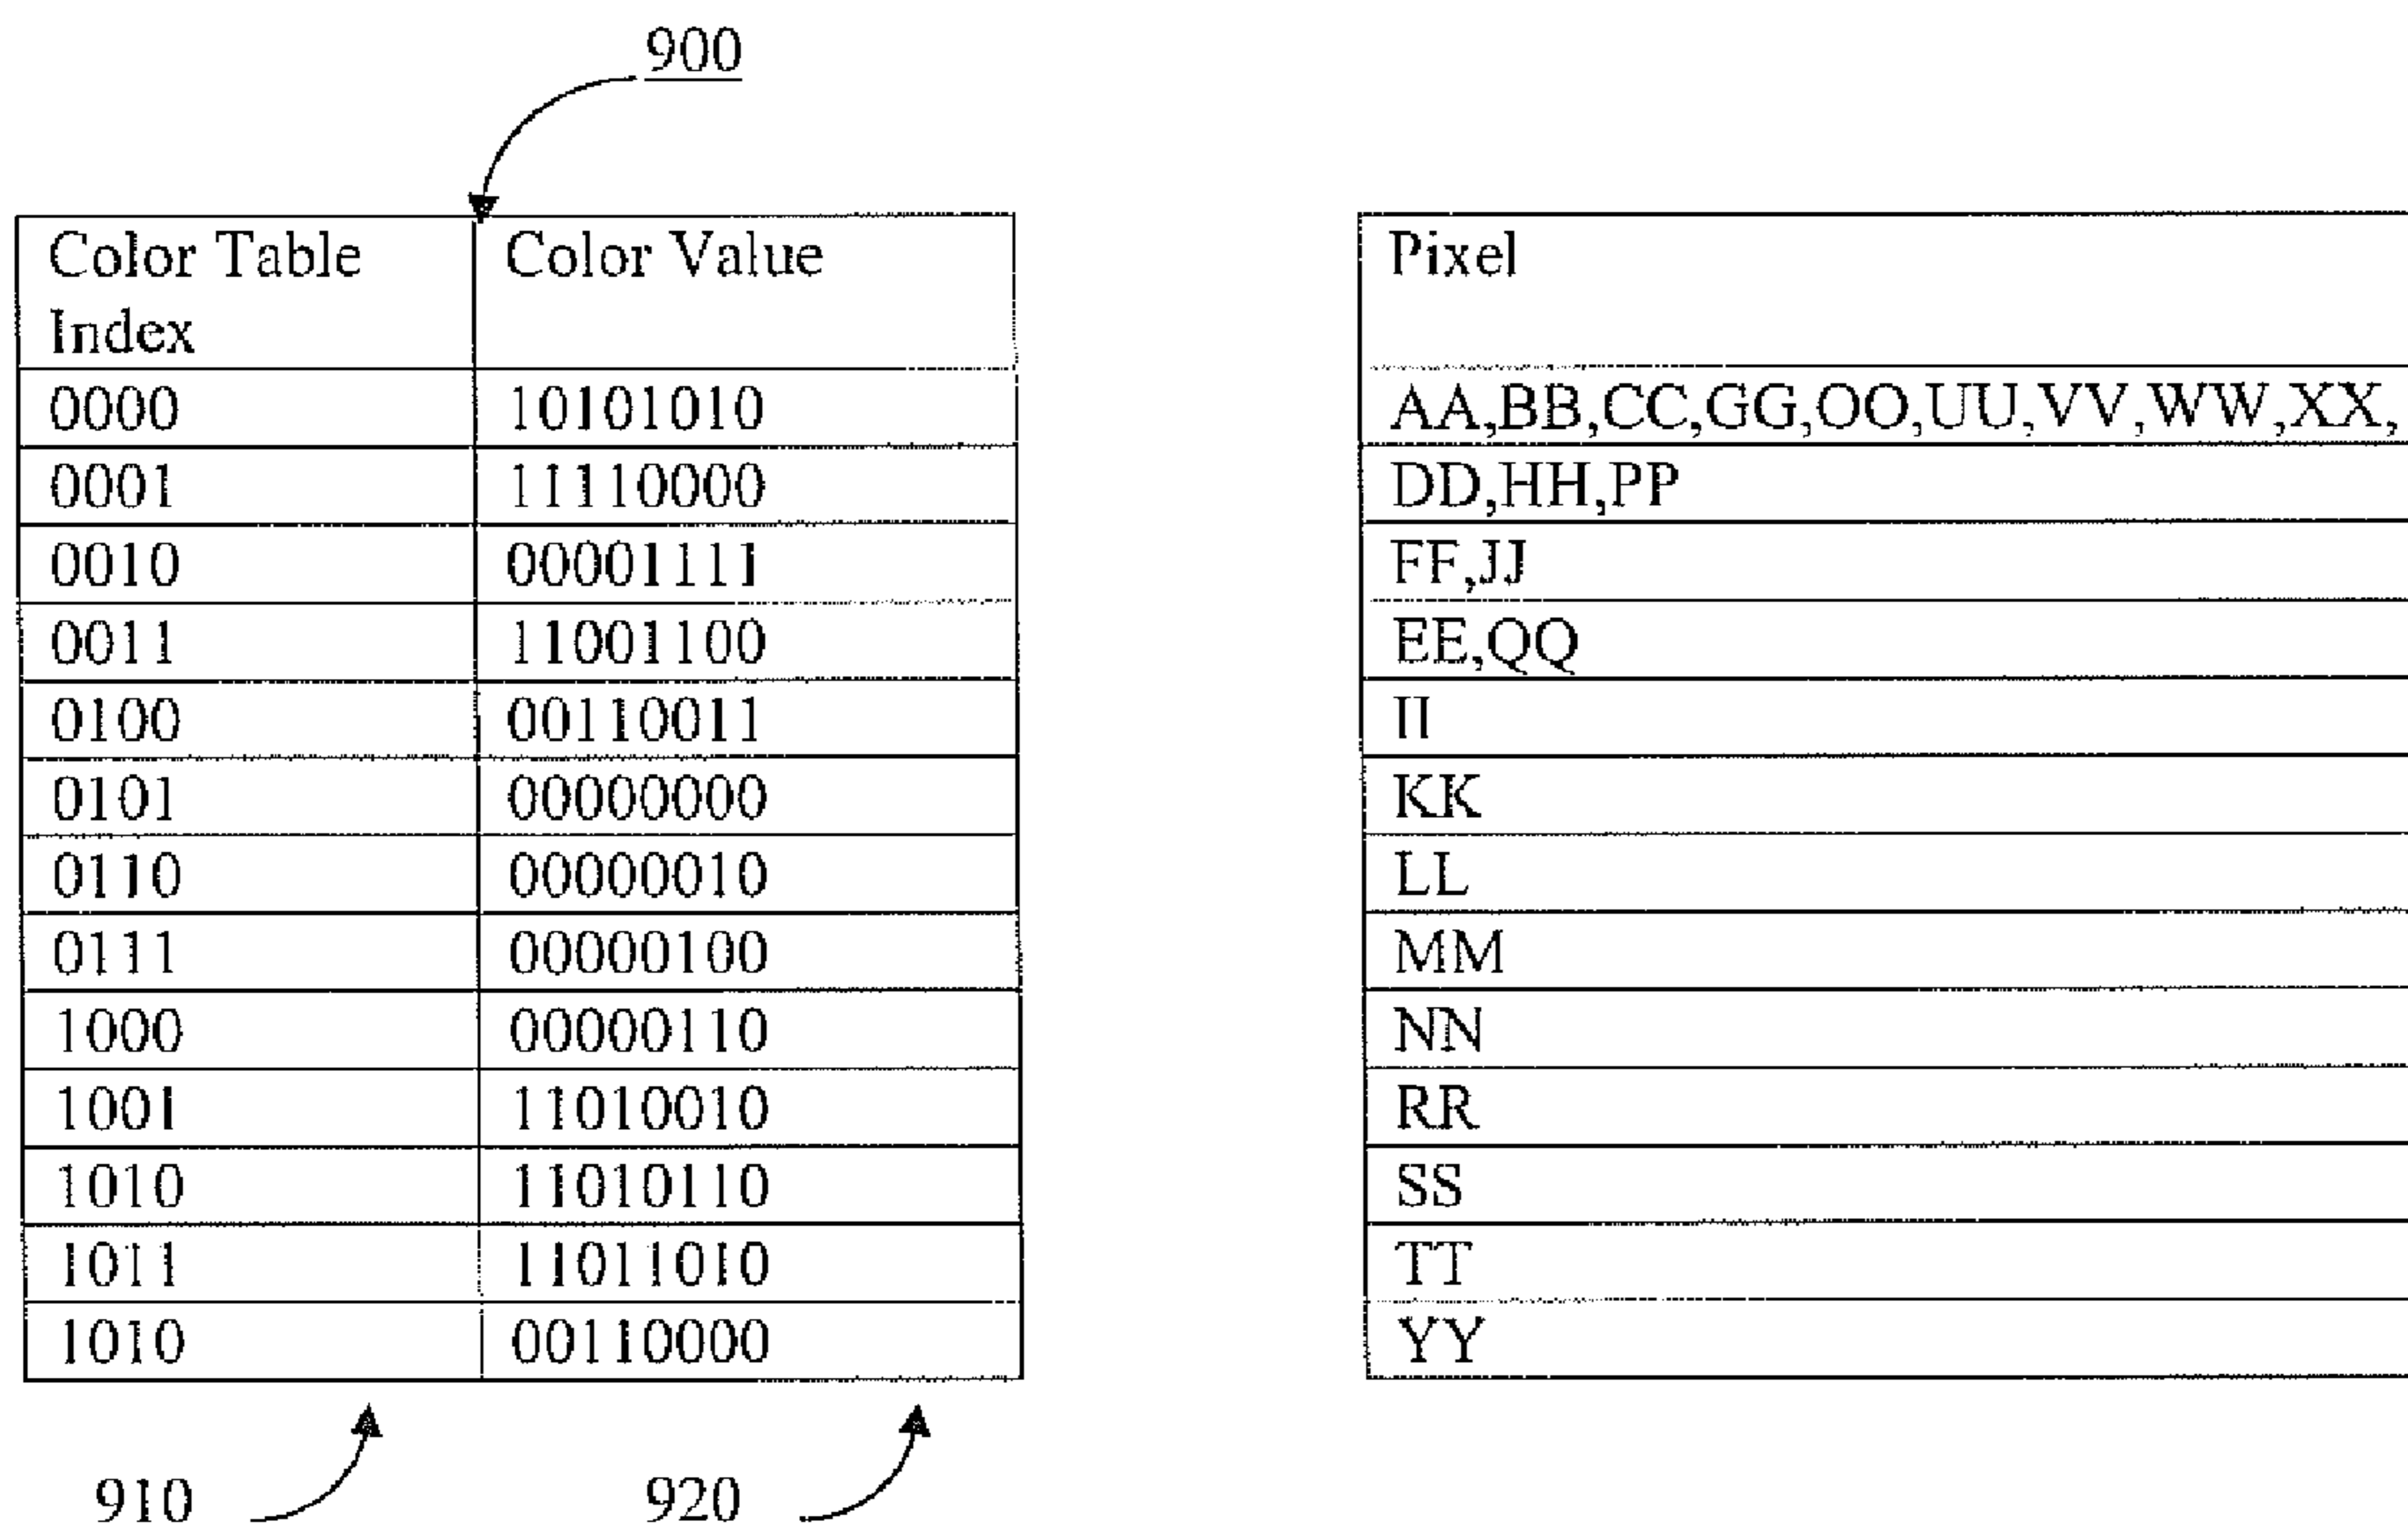 900
Color Table Index | Color Value | Pixel
0000 | 10101010 | AA,BB,CC,GG,OO,UU,VV,WW,XX,
0001 | 11110000 | DD,HH,PP
0010 | 00001111 | FF,JJ
0011 | 11001100 | EE,QQ
0100 | 00110011 | II
0101 | 00000000 | KK
0110 | 00000010 | LL
0111 | 00000100 | MM
1000 | 00000110 | NN
1001 | 11010010 | RR
1010 | 11010110 | SS
1011 | 11011010 | TT
1010 | 00110000 | YY
910 920